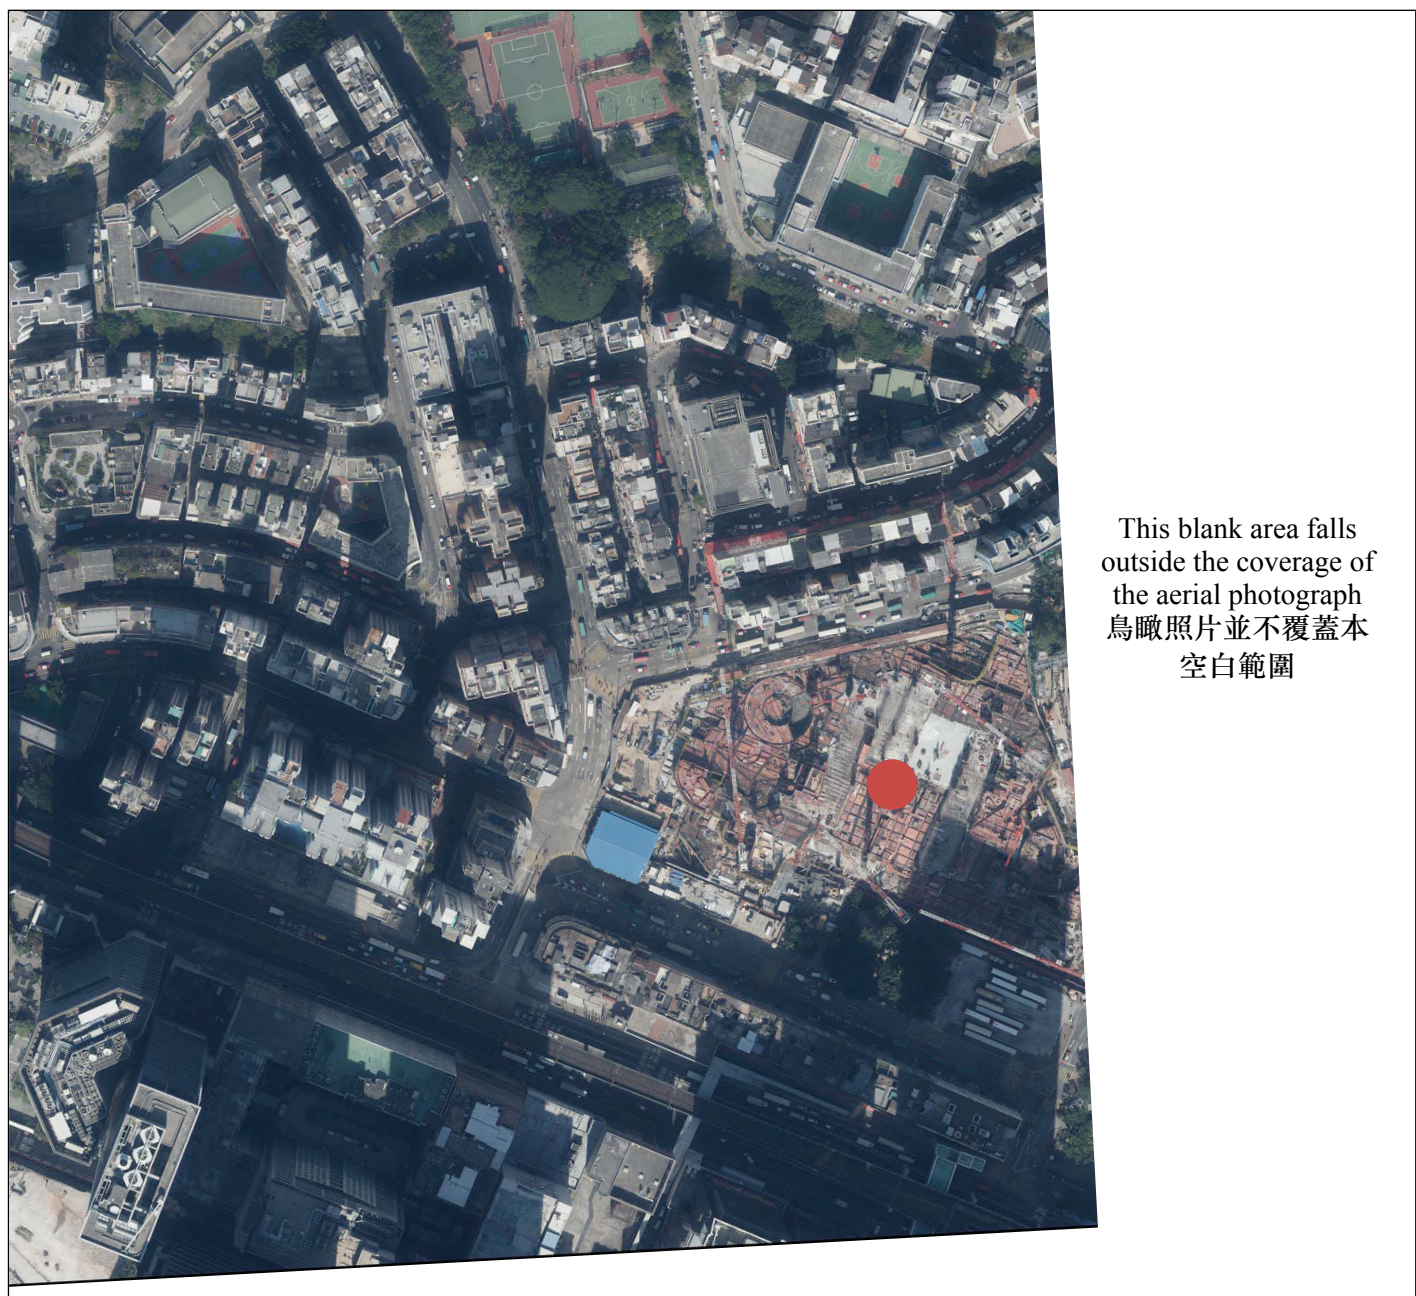 This blank area falls
outside the coverage of
the aerial photograph
鳥瞰照片並不覆蓋本
空白範圍